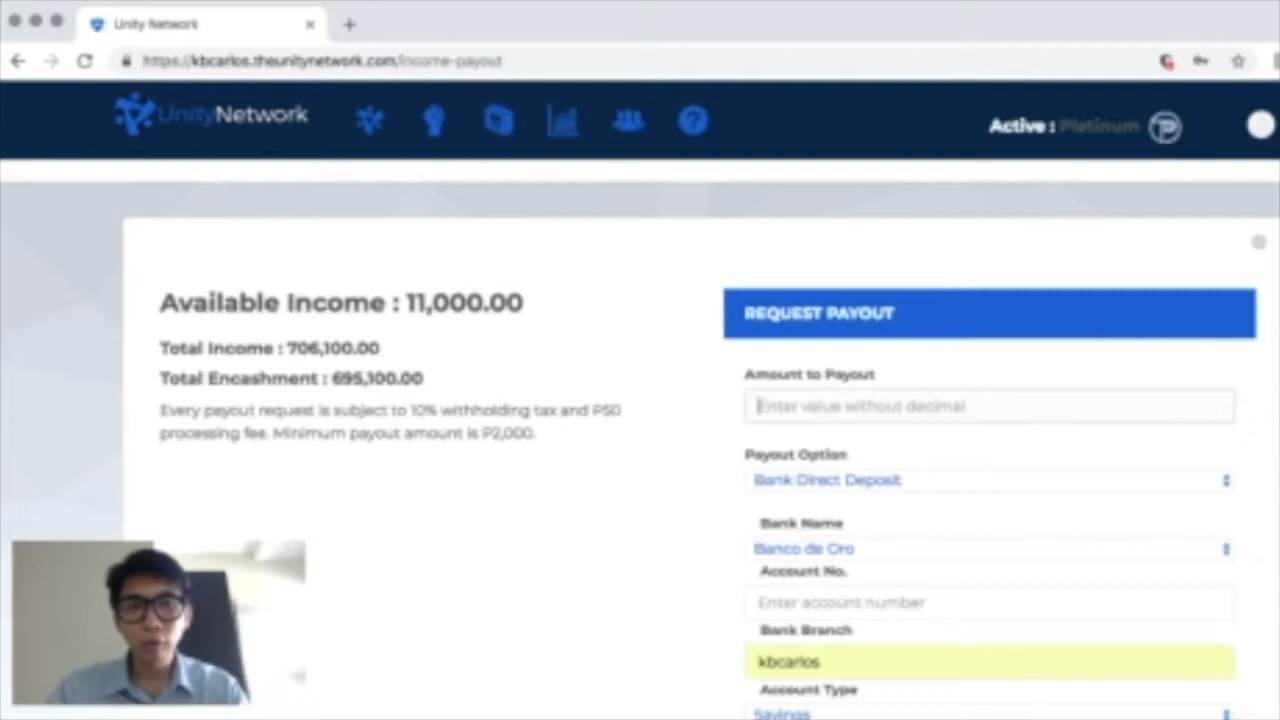 Unity Network
https://kbcarlos.theunitynetwork.com/income-payout
UnityNetwork
Active : Platinum
Available Income : 11,000.00
Total Income : 706,100.00
Total Encashment : 695,100.00
Every payout request is subject to 10% withholding tax and P50
processing fee. Minimum payout amount is P2,000.
REQUEST PAYOUT
Amount to Payout
Enter value without decimal
Payout Option
Bank Direct Deposit
Bank Name
Banco de Oro
Account No.
Enter account number
Bank Branch
kbcarlos
Account Type
Savings